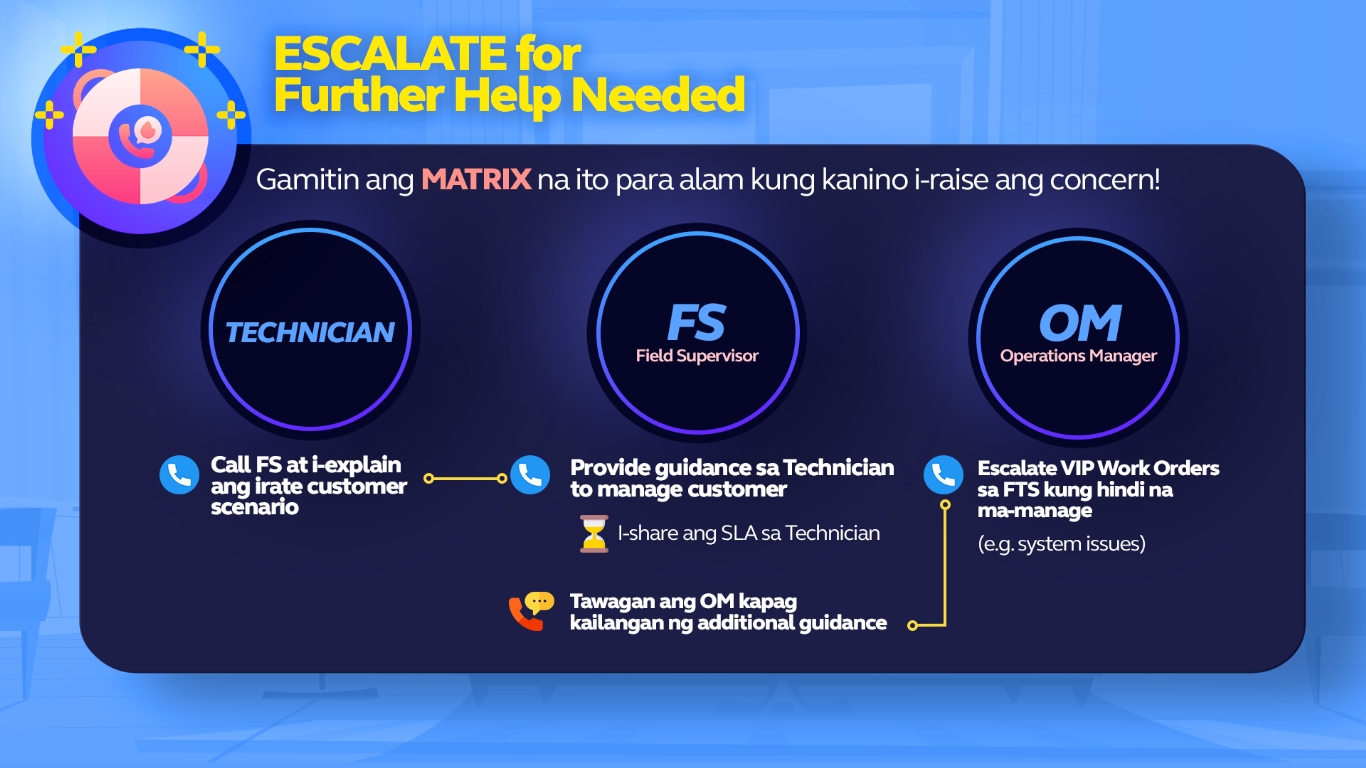 ESCALATE for
Further Help Needed
Gamitin ang MATRIX na ito para alam kung kanino i-raise ang concern!
TECHNICIAN
Call FS at i-explain
ang irate customer
scenario
FS
Field Supervisor
Provide guidance sa Technician
to manage customer
I-share ang SLA sa Technician
Tawagan ang OM kapag
kailangan ng additional guidance
OM
Operations Manager
Escalate VIP Work Orders
sa FTS kung hindi na
ma-manage
(e.g. system issues)